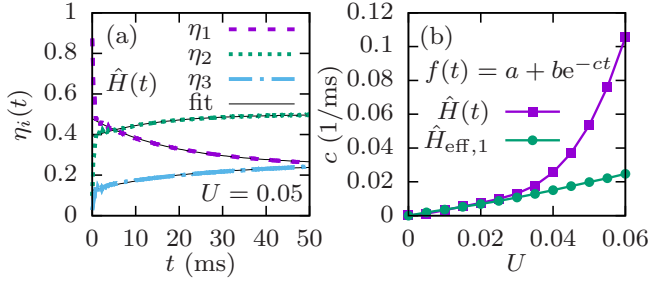 (a)
η₁
η₂
η₃
fit
Ĥ(t)
U = 0.05
ηᵢ(t)
1
0.8
0.6
0.4
0.2
0
0 10 20 30 40 50
t (ms)
(b)
f(t) = a + be^{-ct}
Ĥ(t)
Ĥ_{eff,1}
c (1/ms)
0.12
0.1
0.08
0.06
0.04
0.02
0
0 0.02 0.04 0.06
U